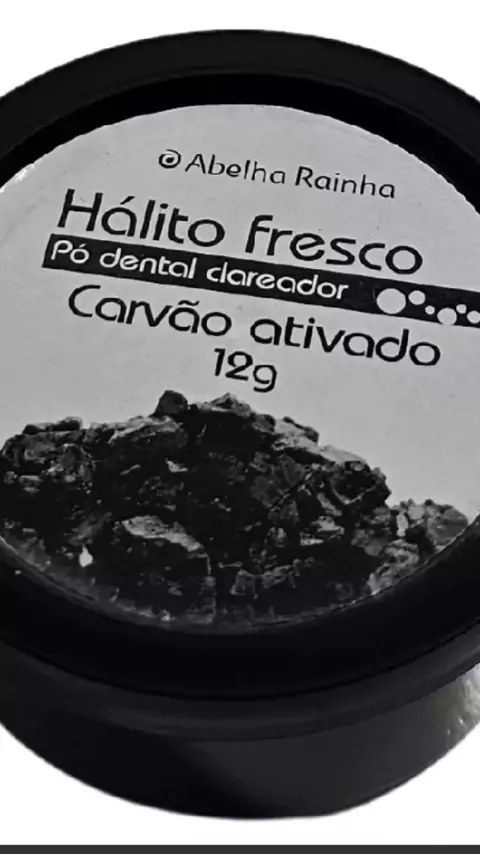 Abelha Rainha
Hálito fresco
Pó dental clareador
Carvão ativado
12g